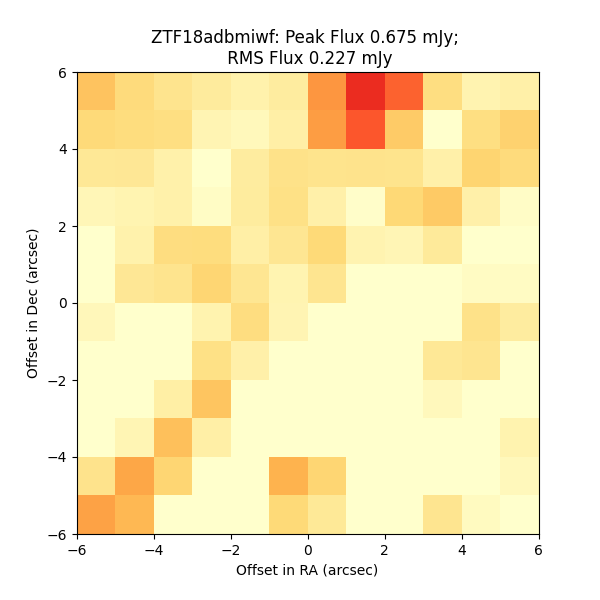 ZTF18adbmiwf: Peak Flux 0.675 mJy;
RMS Flux 0.227 mJy
6
4
2
0
−2
−4
−6
Offset in Dec (arcsec)
−6 −4 −2 0 2 4 6
Offset in RA (arcsec)